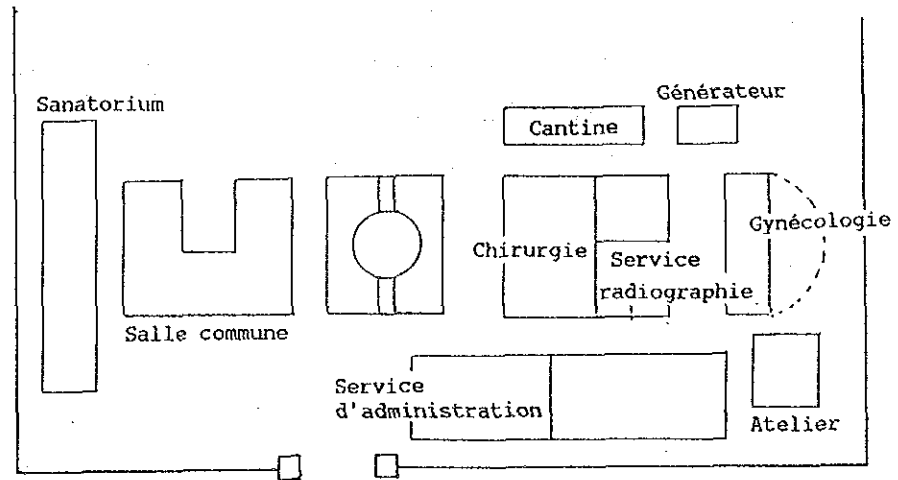 Sanatorium
Générateur
Cantine
Gynécologie
Chirurgie
Service
radiographie
Salle commune
Service
d'administration
Atelier